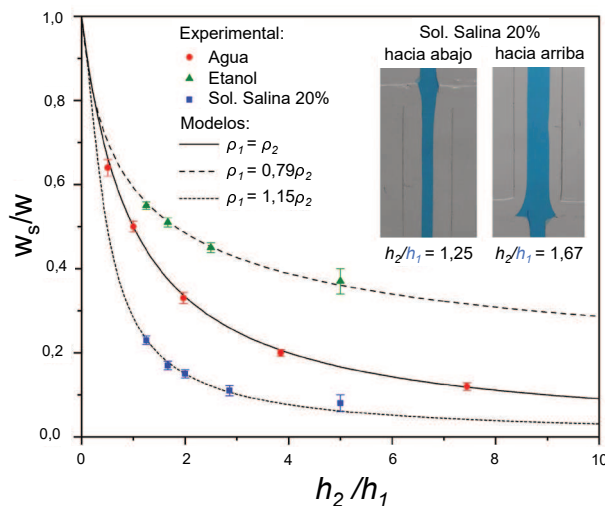 Experimental:
Agua
Etanol
Sol. Salina 20%
Modelos:
ρ1 = ρ2
ρ1 = 0,79ρ2
ρ1 = 1,15ρ2
Sol. Salina 20%
hacia abajo hacia arriba
h2/h1 = 1,25 h2/h1 = 1,67
1,0
0,8
0,6
0,4
0,2
0,0
ws/w
0 2 4 6 8 10
h2/h1